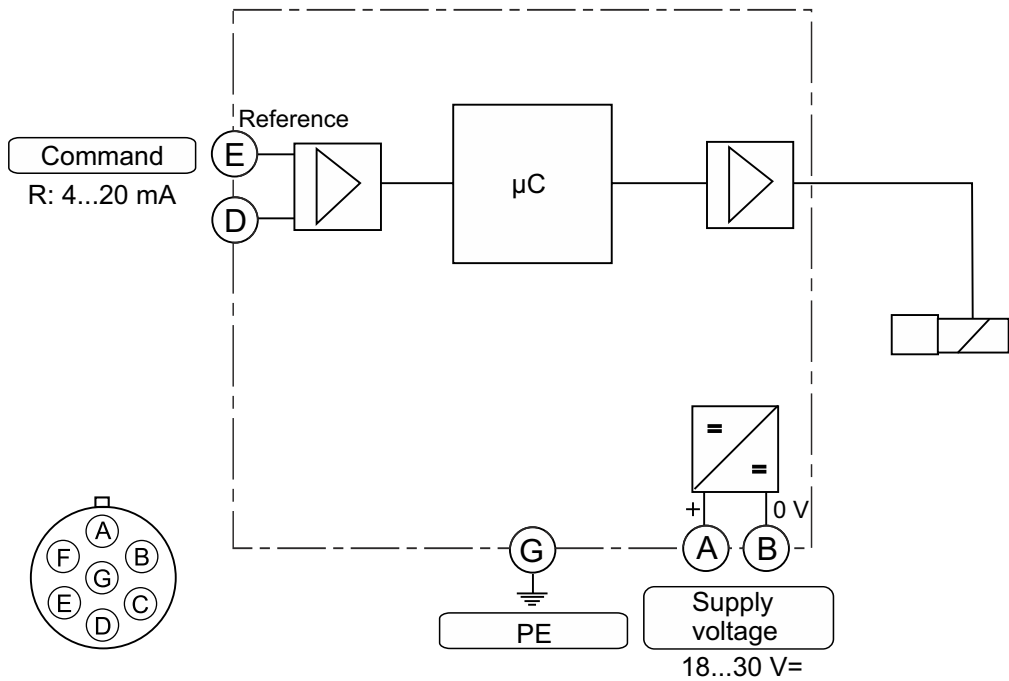 Reference
Command
E
R: 4...20 mA
D
µC
=
=
+
0 V
G
A
B
PE
Supply
voltage
18...30 V=
A
F
B
G
E
C
D